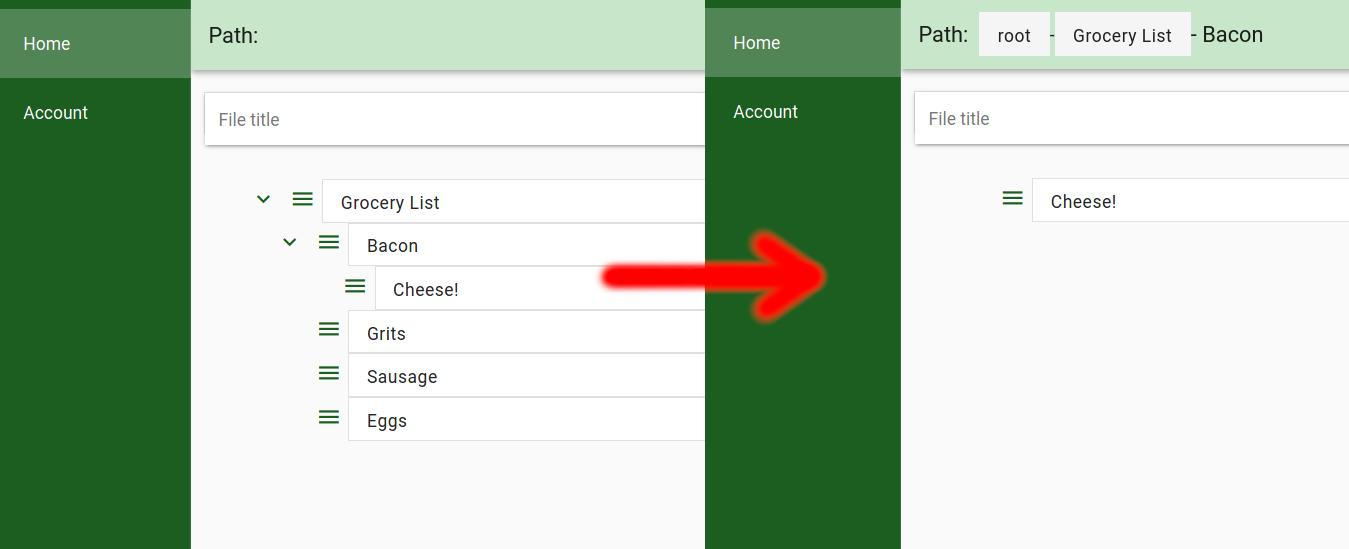 Home
Account
Path:
File title
Grocery List
Bacon
Cheese!
Grits
Sausage
Eggs
Home
Account
Path: root - Grocery List - Bacon
File title
Cheese!